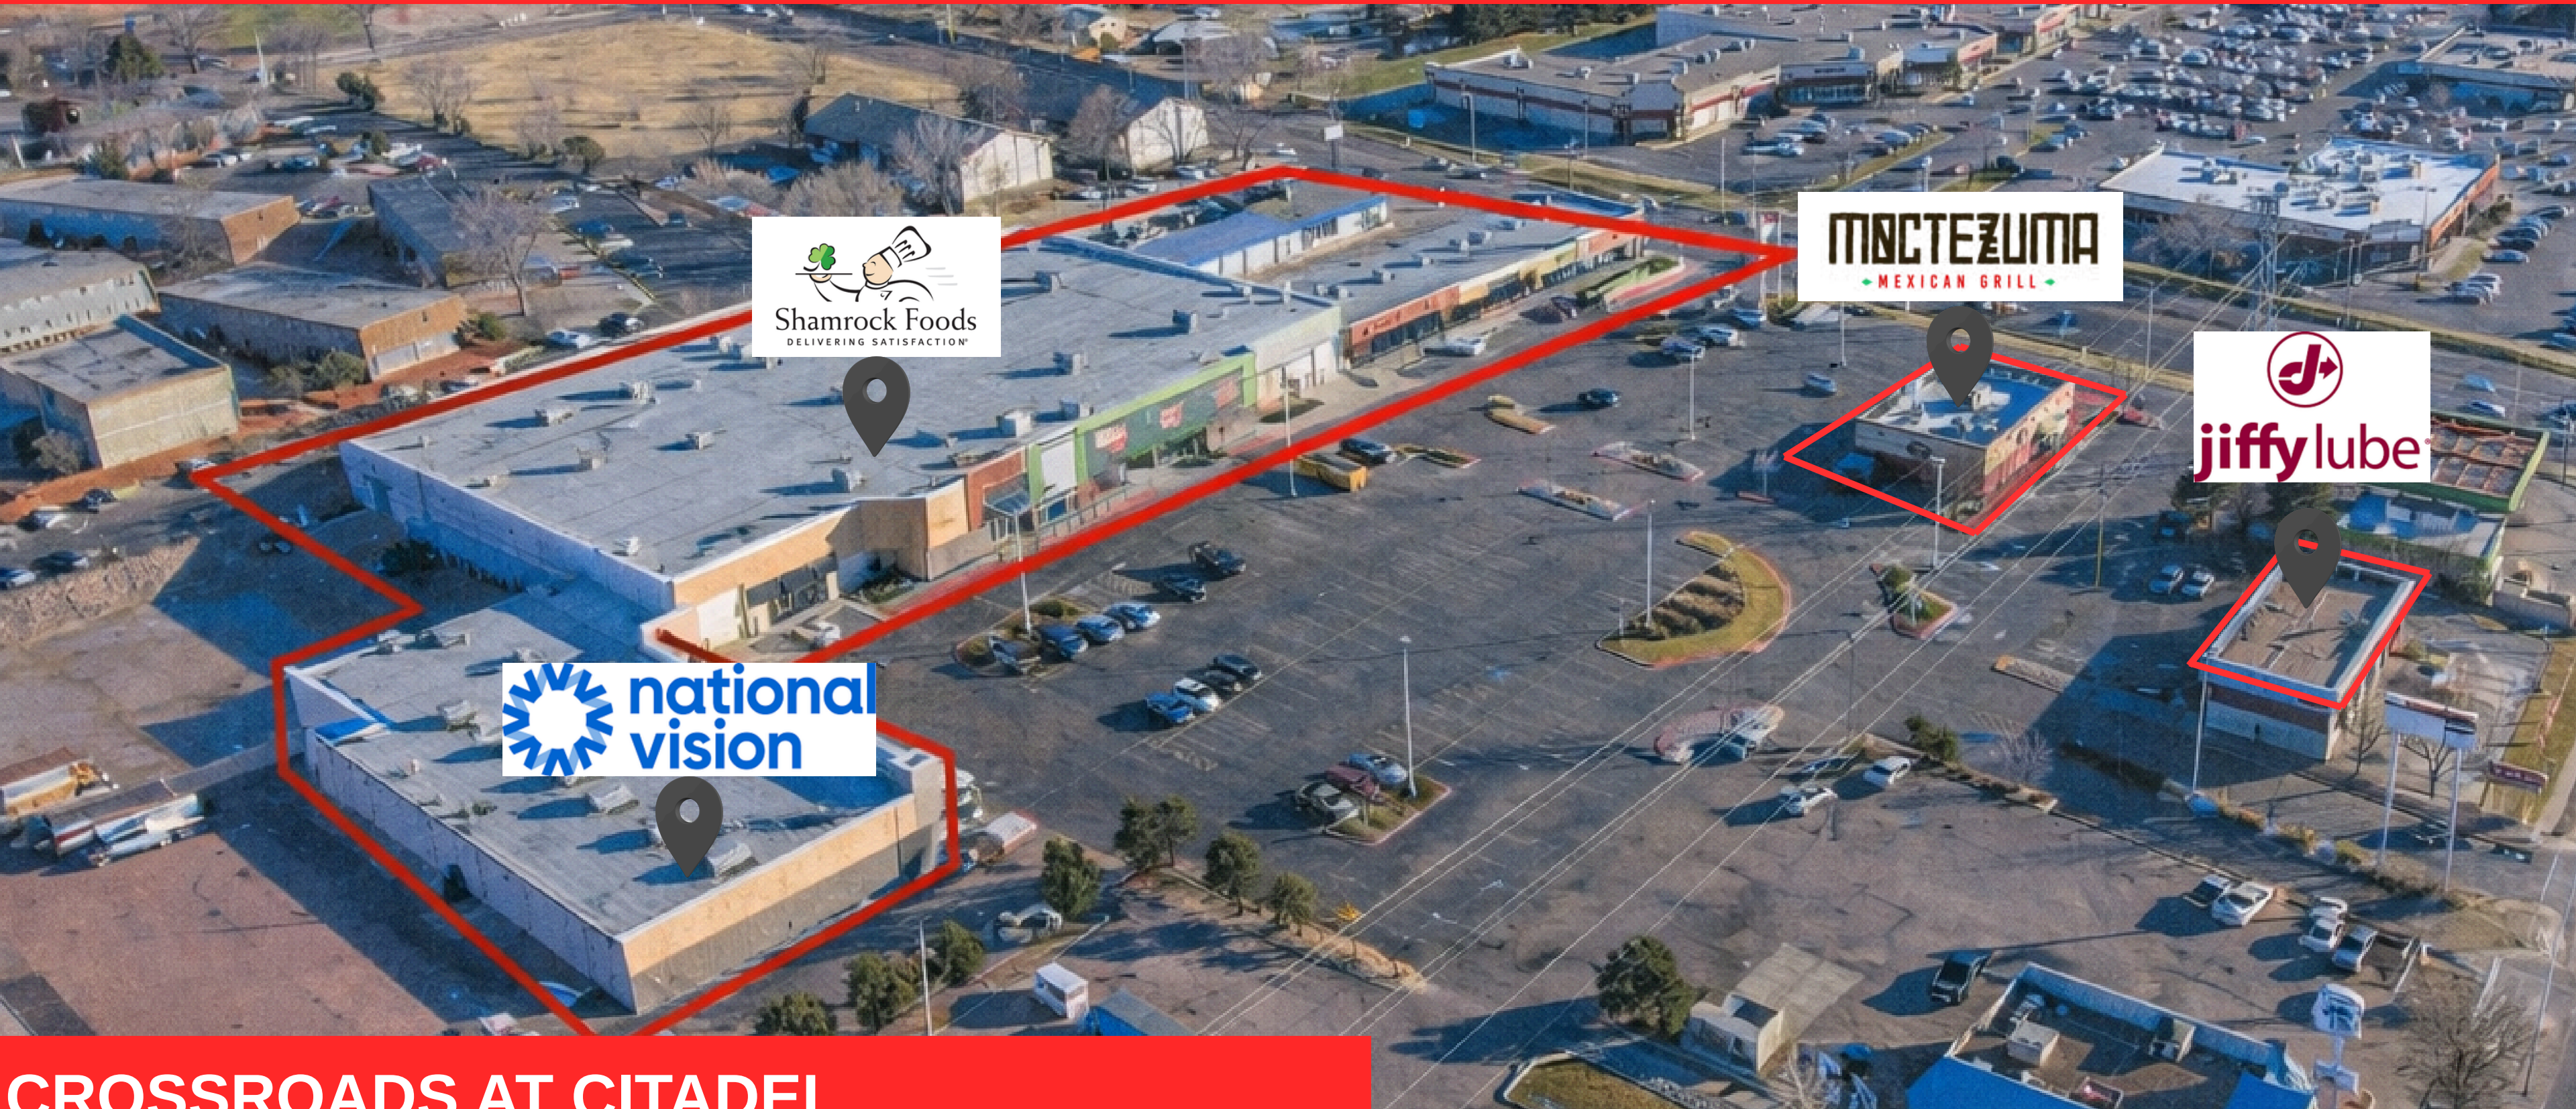 Shamrock Foods
DELIVERING SATISFACTION®
MOCTEZUMA
MEXICAN GRILL
jiffy lube
national
vision
CROSSROADS AT CITADEL